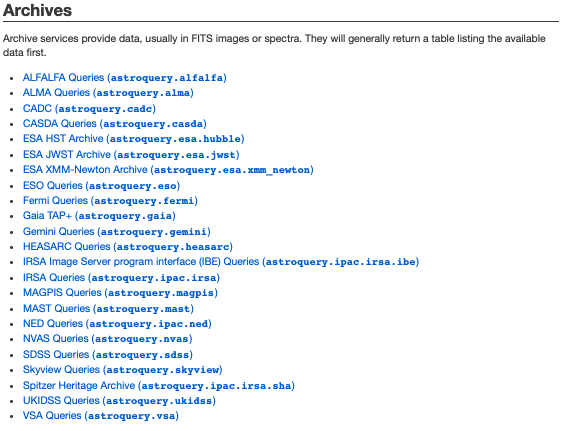 Archives
Archive services provide data, usually in FITS images or spectra. They will generally return a table listing the available
data first.
ALFALFA Queries (astroquery.alfalfa)
ALMA Queries (astroquery.alma)
CADC (astroquery.cadc)
CASDA Queries (astroquery.casda)
ESA HST Archive (astroquery.esa.hubble)
ESA JWST Archive (astroquery.esa.jwst)
ESA XMM-Newton Archive (astroquery.esa.xmm_newton)
ESO Queries (astroquery.eso)
Fermi Queries (astroquery.fermi)
Gaia TAP+ (astroquery.gaia)
Gemini Queries (astroquery.gemini)
HEASARC Queries (astroquery.heasarc)
IRSA Image Server program interface (IBE) Queries (astroquery.ipac.irsa.ibe)
IRSA Queries (astroquery.ipac.irsa)
MAGPIS Queries (astroquery.magpis)
MAST Queries (astroquery.mast)
NED Queries (astroquery.ipac.ned)
NVAS Queries (astroquery.nvas)
SDSS Queries (astroquery.sdss)
Skyview Queries (astroquery.skyview)
Spitzer Heritage Archive (astroquery.ipac.irsa.sha)
UKIDSS Queries (astroquery.ukidss)
VSA Queries (astroquery.vsa)